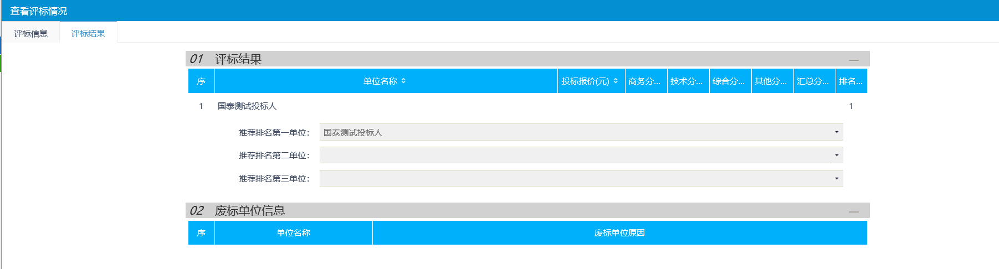 查看评标情况
评标信息 评标结果
01 评标结果
序 单位名称 投标报价(元) 商务分... 技术分... 综合分... 其他分... 汇总分... 排名...
1 国泰测试投标人 1
推荐排名第一单位： 国泰测试投标人
推荐排名第二单位：
推荐排名第三单位：
02 废标单位信息
序 单位名称 废标单位原因